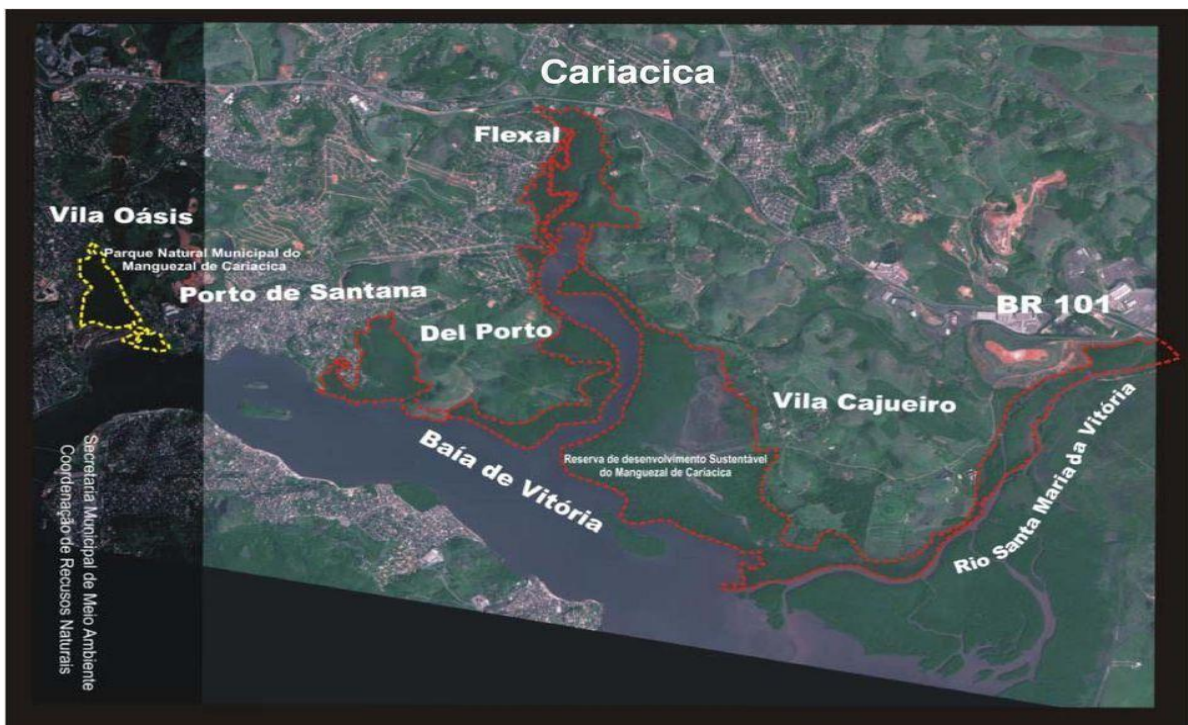 Cariacica
Flexal
Vila Oásis
Parque Natural Municipal do
Manguezal de Cariacica
Porto de Santana
Del Porto
BR 101
Vila Cajueiro
Baía de Vitória
Reserva de desenvolvimento Sustentável
do Manguezal de Cariacica
Rio Santa Maria da Vitória
Secretaria Municipal de Meio Ambiente
Coordenação de Recusos Naturais